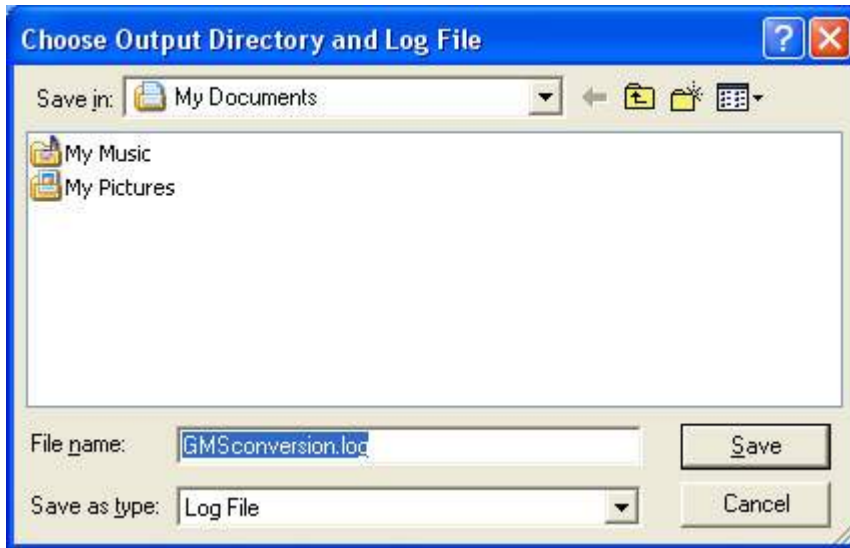 Choose Output Directory and Log File
Save in: My Documents
My Music
My Pictures
File name: GMSconversion.log Save
Save as type: Log File Cancel